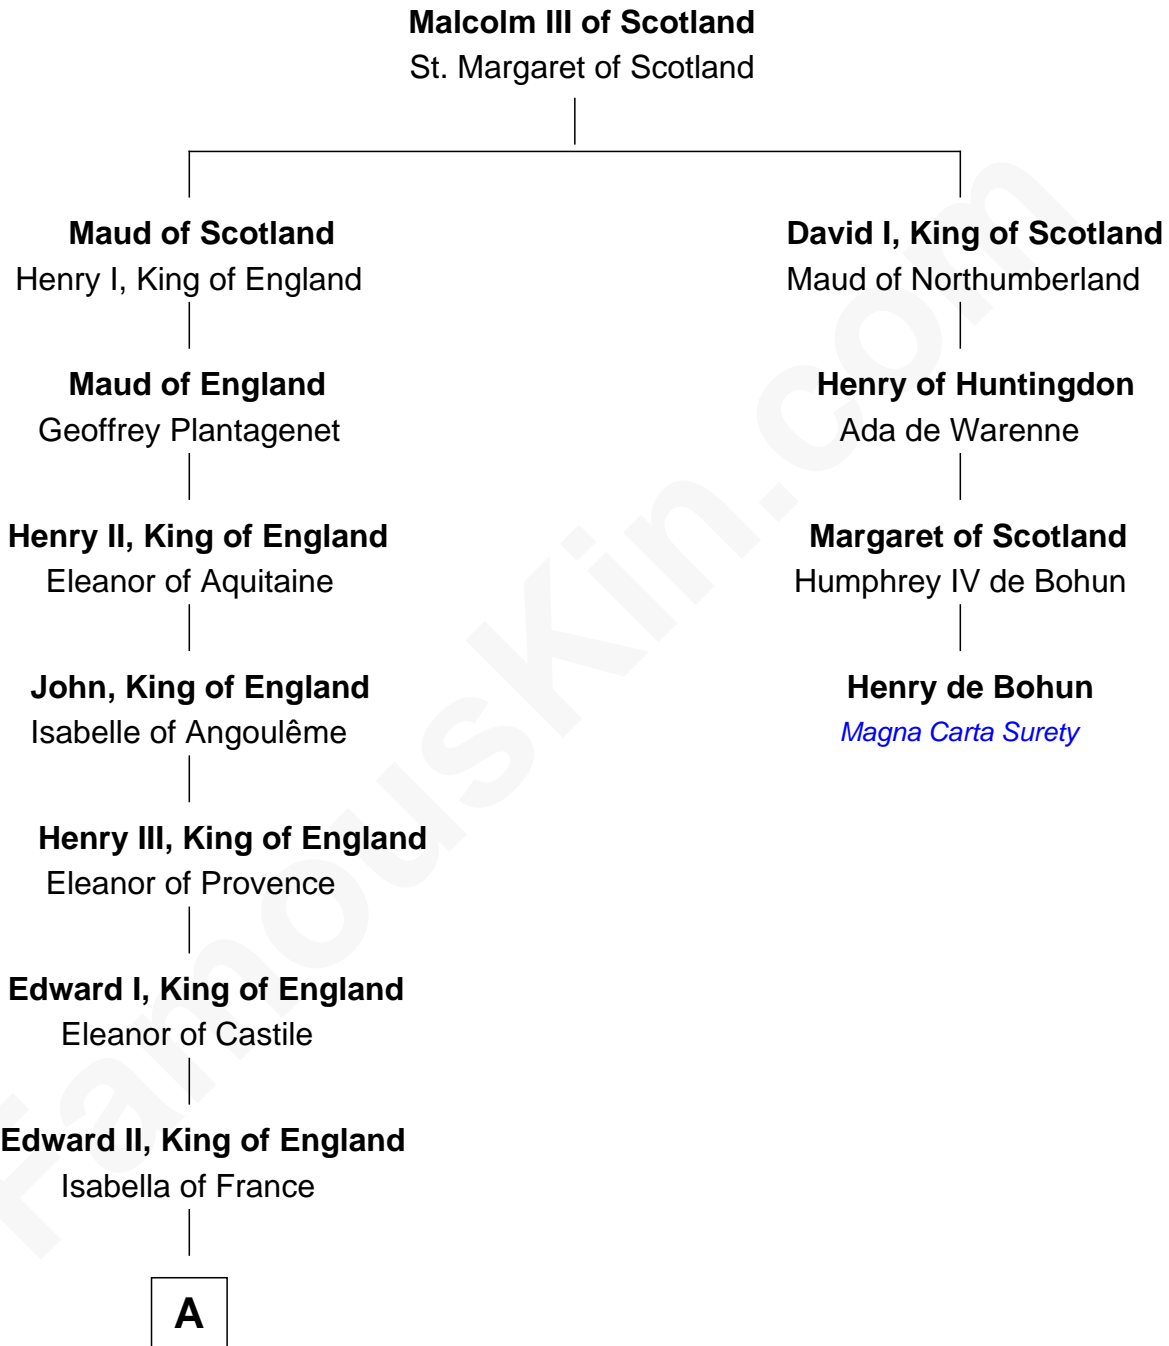 Malcolm III of Scotland
St. Margaret of Scotland
Maud of Scotland
Henry I, King of England
David I, King of Scotland
Maud of Northumberland
Maud of England
Geoffrey Plantagenet
Henry of Huntingdon
Ada de Warenne
Henry II, King of England
Eleanor of Aquitaine
Margaret of Scotland
Humphrey IV de Bohun
John, King of England
Isabelle of Angoulême
Henry de Bohun
Magna Carta Surety
Henry III, King of England
Eleanor of Provence
Edward I, King of England
Eleanor of Castile
Edward II, King of England
Isabella of France
A
FamousKin.com